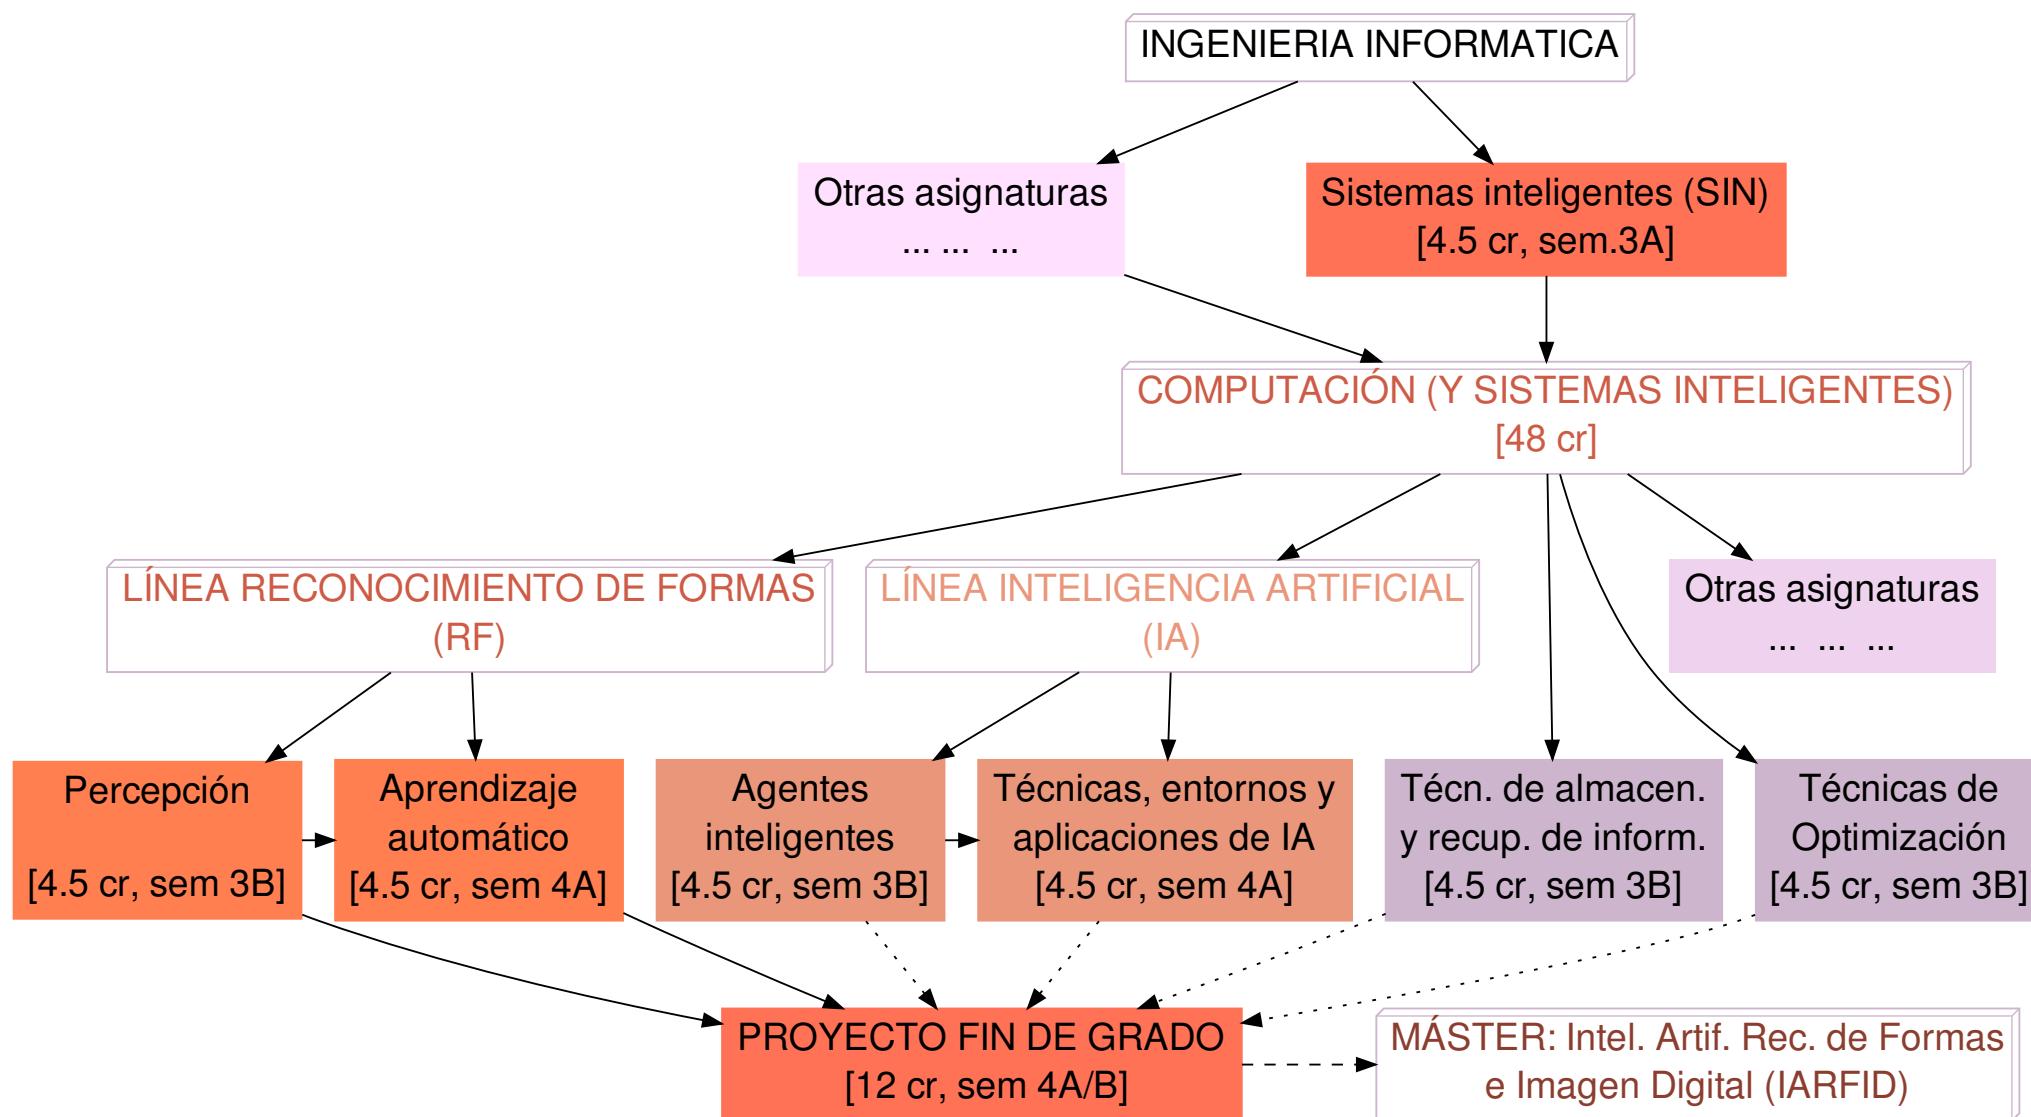 INGENIERIA INFORMATICA
Otras asignaturas
... ... ...
Sistemas inteligentes (SIN)
[4.5 cr, sem.3A]
COMPUTACIÓN (Y SISTEMAS INTELIGENTES)
[48 cr]
LÍNEA RECONOCIMIENTO DE FORMAS
(RF)
LÍNEA INTELIGENCIA ARTIFICIAL
(IA)
Otras asignaturas
... ... ...
Percepción
[4.5 cr, sem 3B]
Aprendizaje
automático
[4.5 cr, sem 4A]
Agentes
inteligentes
[4.5 cr, sem 3B]
Técnicas, entornos y
aplicaciones de IA
[4.5 cr, sem 4A]
Técn. de almacen.
y recup. de inform.
[4.5 cr, sem 3B]
Técnicas de
Optimización
[4.5 cr, sem 3B]
PROYECTO FIN DE GRADO
[12 cr, sem 4A/B]
MÁSTER: Intel. Artif. Rec. de Formas
e Imagen Digital (IARFID)